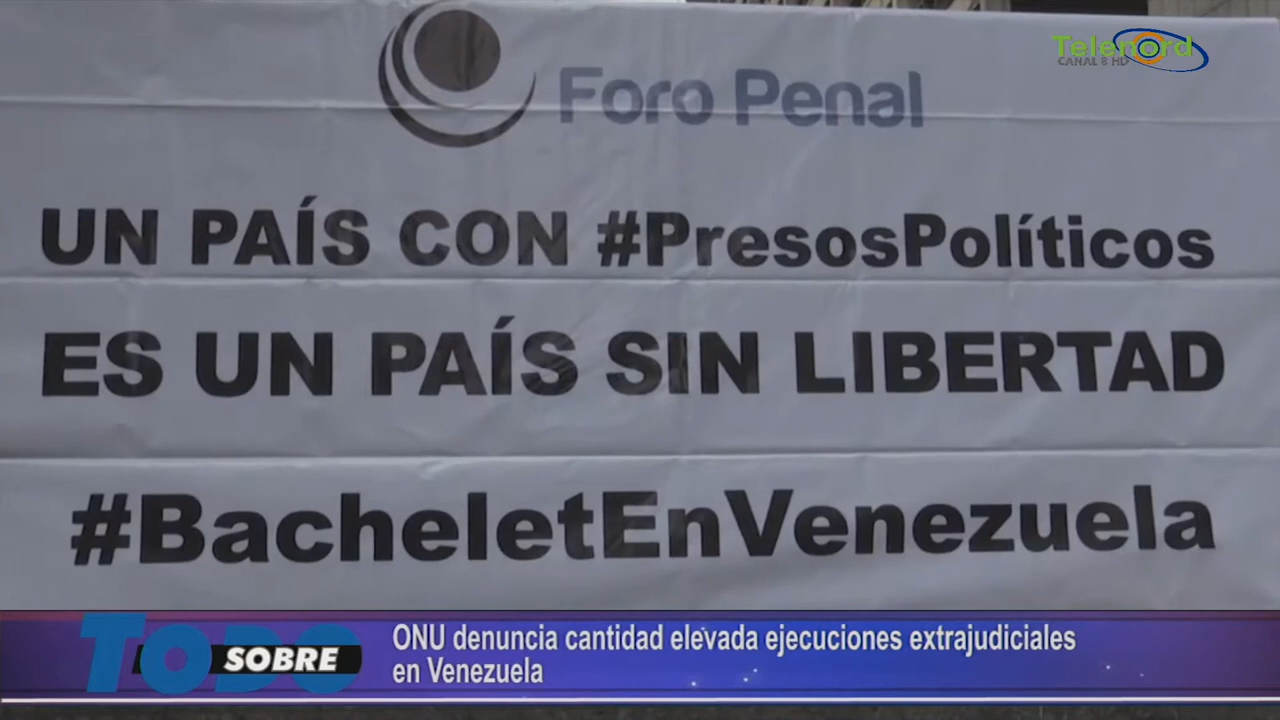 Telenord
CANAL 8 HD
Foro Penal
UN PAÍS CON #PresosPolíticos
ES UN PAÍS SIN LIBERTAD
#BacheletEnVenezuela
TODO
SOBRE
ONU denuncia cantidad elevada ejecuciones extrajudiciales
en Venezuela